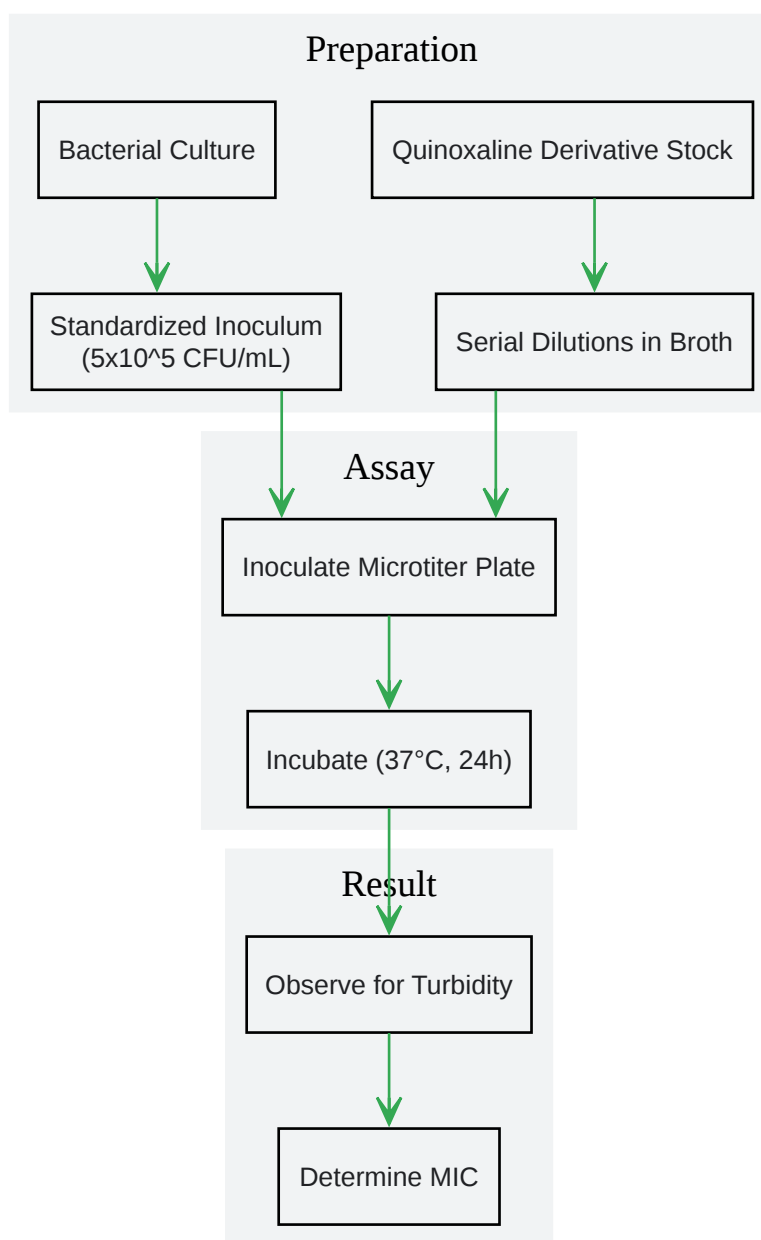 Preparation
Bacterial Culture
Quinoxaline Derivative Stock
Standardized Inoculum
(5x10^5 CFU/mL)
Serial Dilutions in Broth
Assay
Inoculate Microtiter Plate
Incubate (37°C, 24h)
Result
Observe for Turbidity
Determine MIC